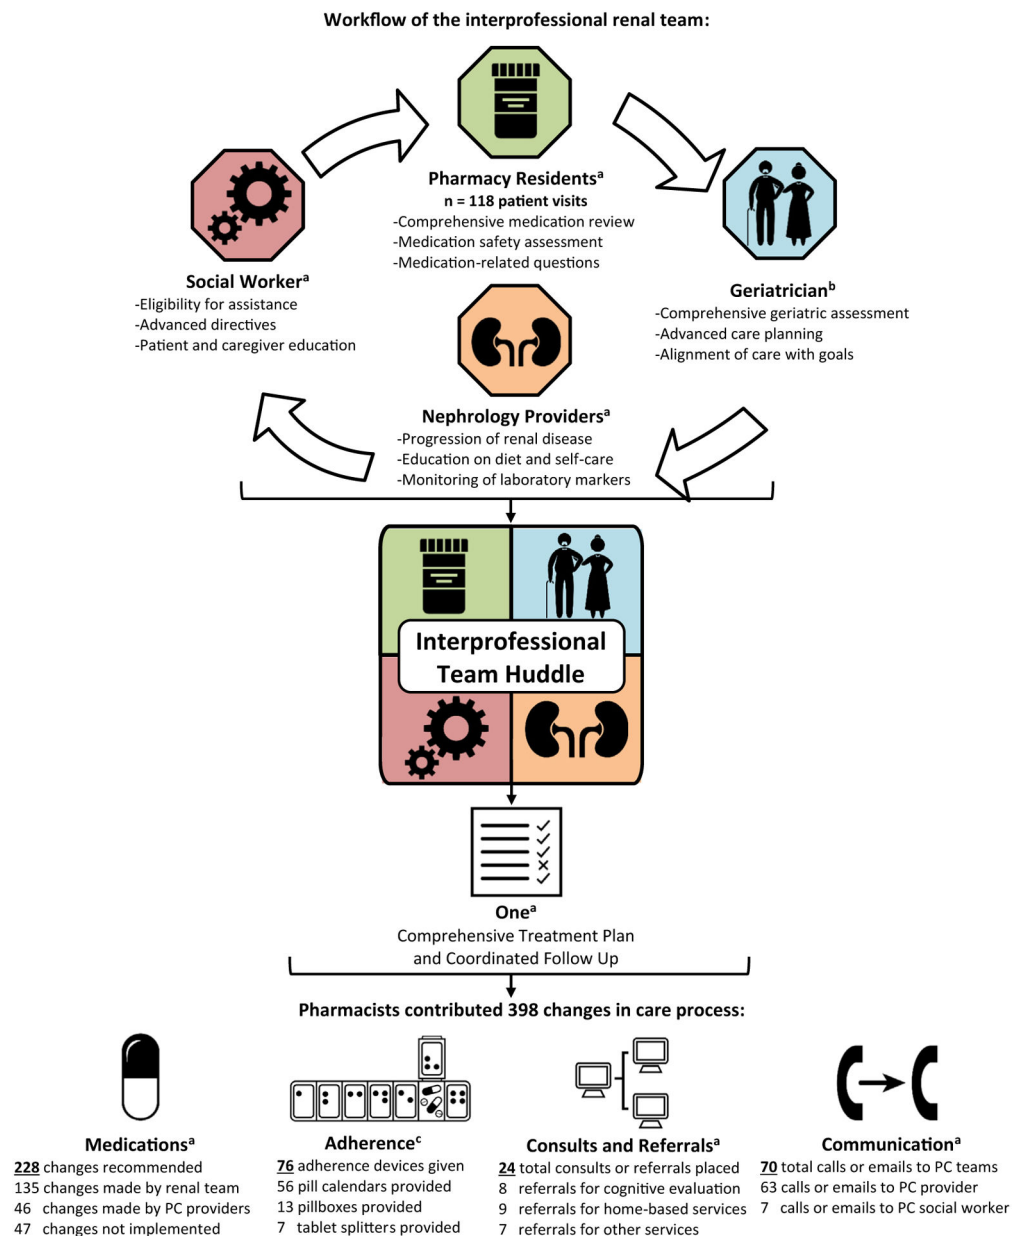 Workflow of the interprofessional renal team:
Pharmacy Residentsᵃ
n = 118 patient visits
-Comprehensive medication review
-Medication safety assessment
-Medication-related questions
Social Workerᵃ
-Eligibility for assistance
-Advanced directives
-Patient and caregiver education
Geriatricianᵇ
-Comprehensive geriatric assessment
-Advanced care planning
-Alignment of care with goals
Nephrology Providersᵃ
-Progression of renal disease
-Education on diet and self-care
-Monitoring of laboratory markers
Interprofessional
Team Huddle
Oneᵃ
Comprehensive Treatment Plan
and Coordinated Follow Up
Pharmacists contributed 398 changes in care process:
Medicationsᵃ
228 changes recommended
135 changes made by renal team
46 changes made by PC providers
47 changes not implemented
Adherenceᶜ
76 adherence devices given
56 pill calendars provided
13 pillboxes provided
7 tablet splitters provided
Consults and Referralsᵃ
24 total consults or referrals placed
8 referrals for cognitive evaluation
9 referrals for home-based services
7 referrals for other services
Communicationᵃ
70 total calls or emails to PC teams
63 calls or emails to PC provider
7 calls or emails to PC social worker